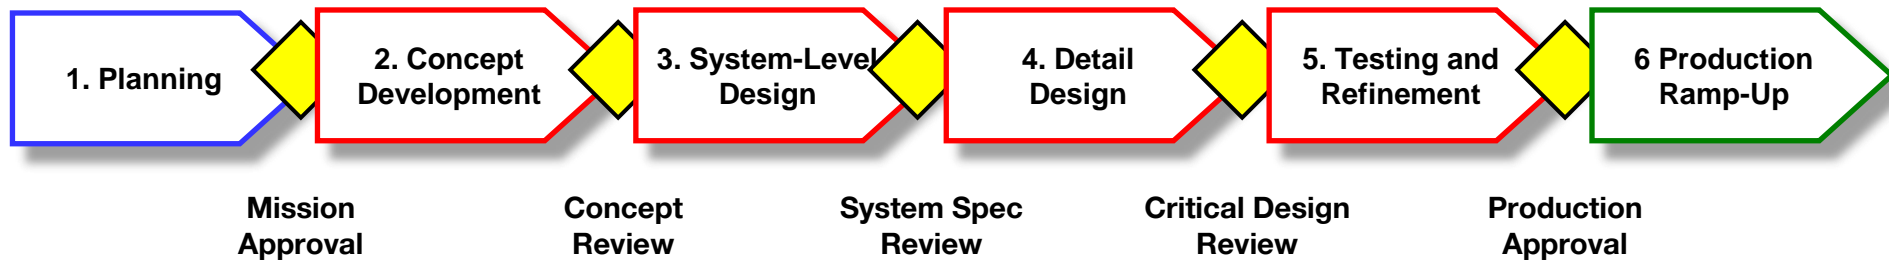 1. Planning
2. Concept
Development
3. System-Level
Design
4. Detail
Design
5. Testing and
Refinement
6 Production
Ramp-Up
Mission
Approval
Concept
Review
System Spec
Review
Critical Design
Review
Production
Approval